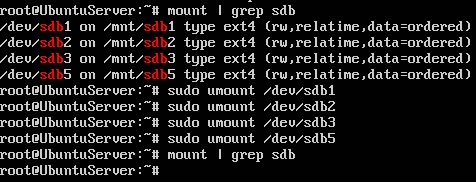 root@UbuntuServer:~# mount | grep sdb
/dev/sdb1 on /mnt/sdb1 type ext4 (rw,relatime,data=ordered)
/dev/sdb2 on /mnt/sdb2 type ext4 (rw,relatime,data=ordered)
/dev/sdb3 on /mnt/sdb3 type ext4 (rw,relatime,data=ordered)
/dev/sdb5 on /mnt/sdb5 type ext4 (rw,relatime,data=ordered)
root@UbuntuServer:~# sudo umount /dev/sdb1
root@UbuntuServer:~# sudo umount /dev/sdb2
root@UbuntuServer:~# sudo umount /dev/sdb3
root@UbuntuServer:~# sudo umount /dev/sdb5
root@UbuntuServer:~# mount | grep sdb
root@UbuntuServer:~#